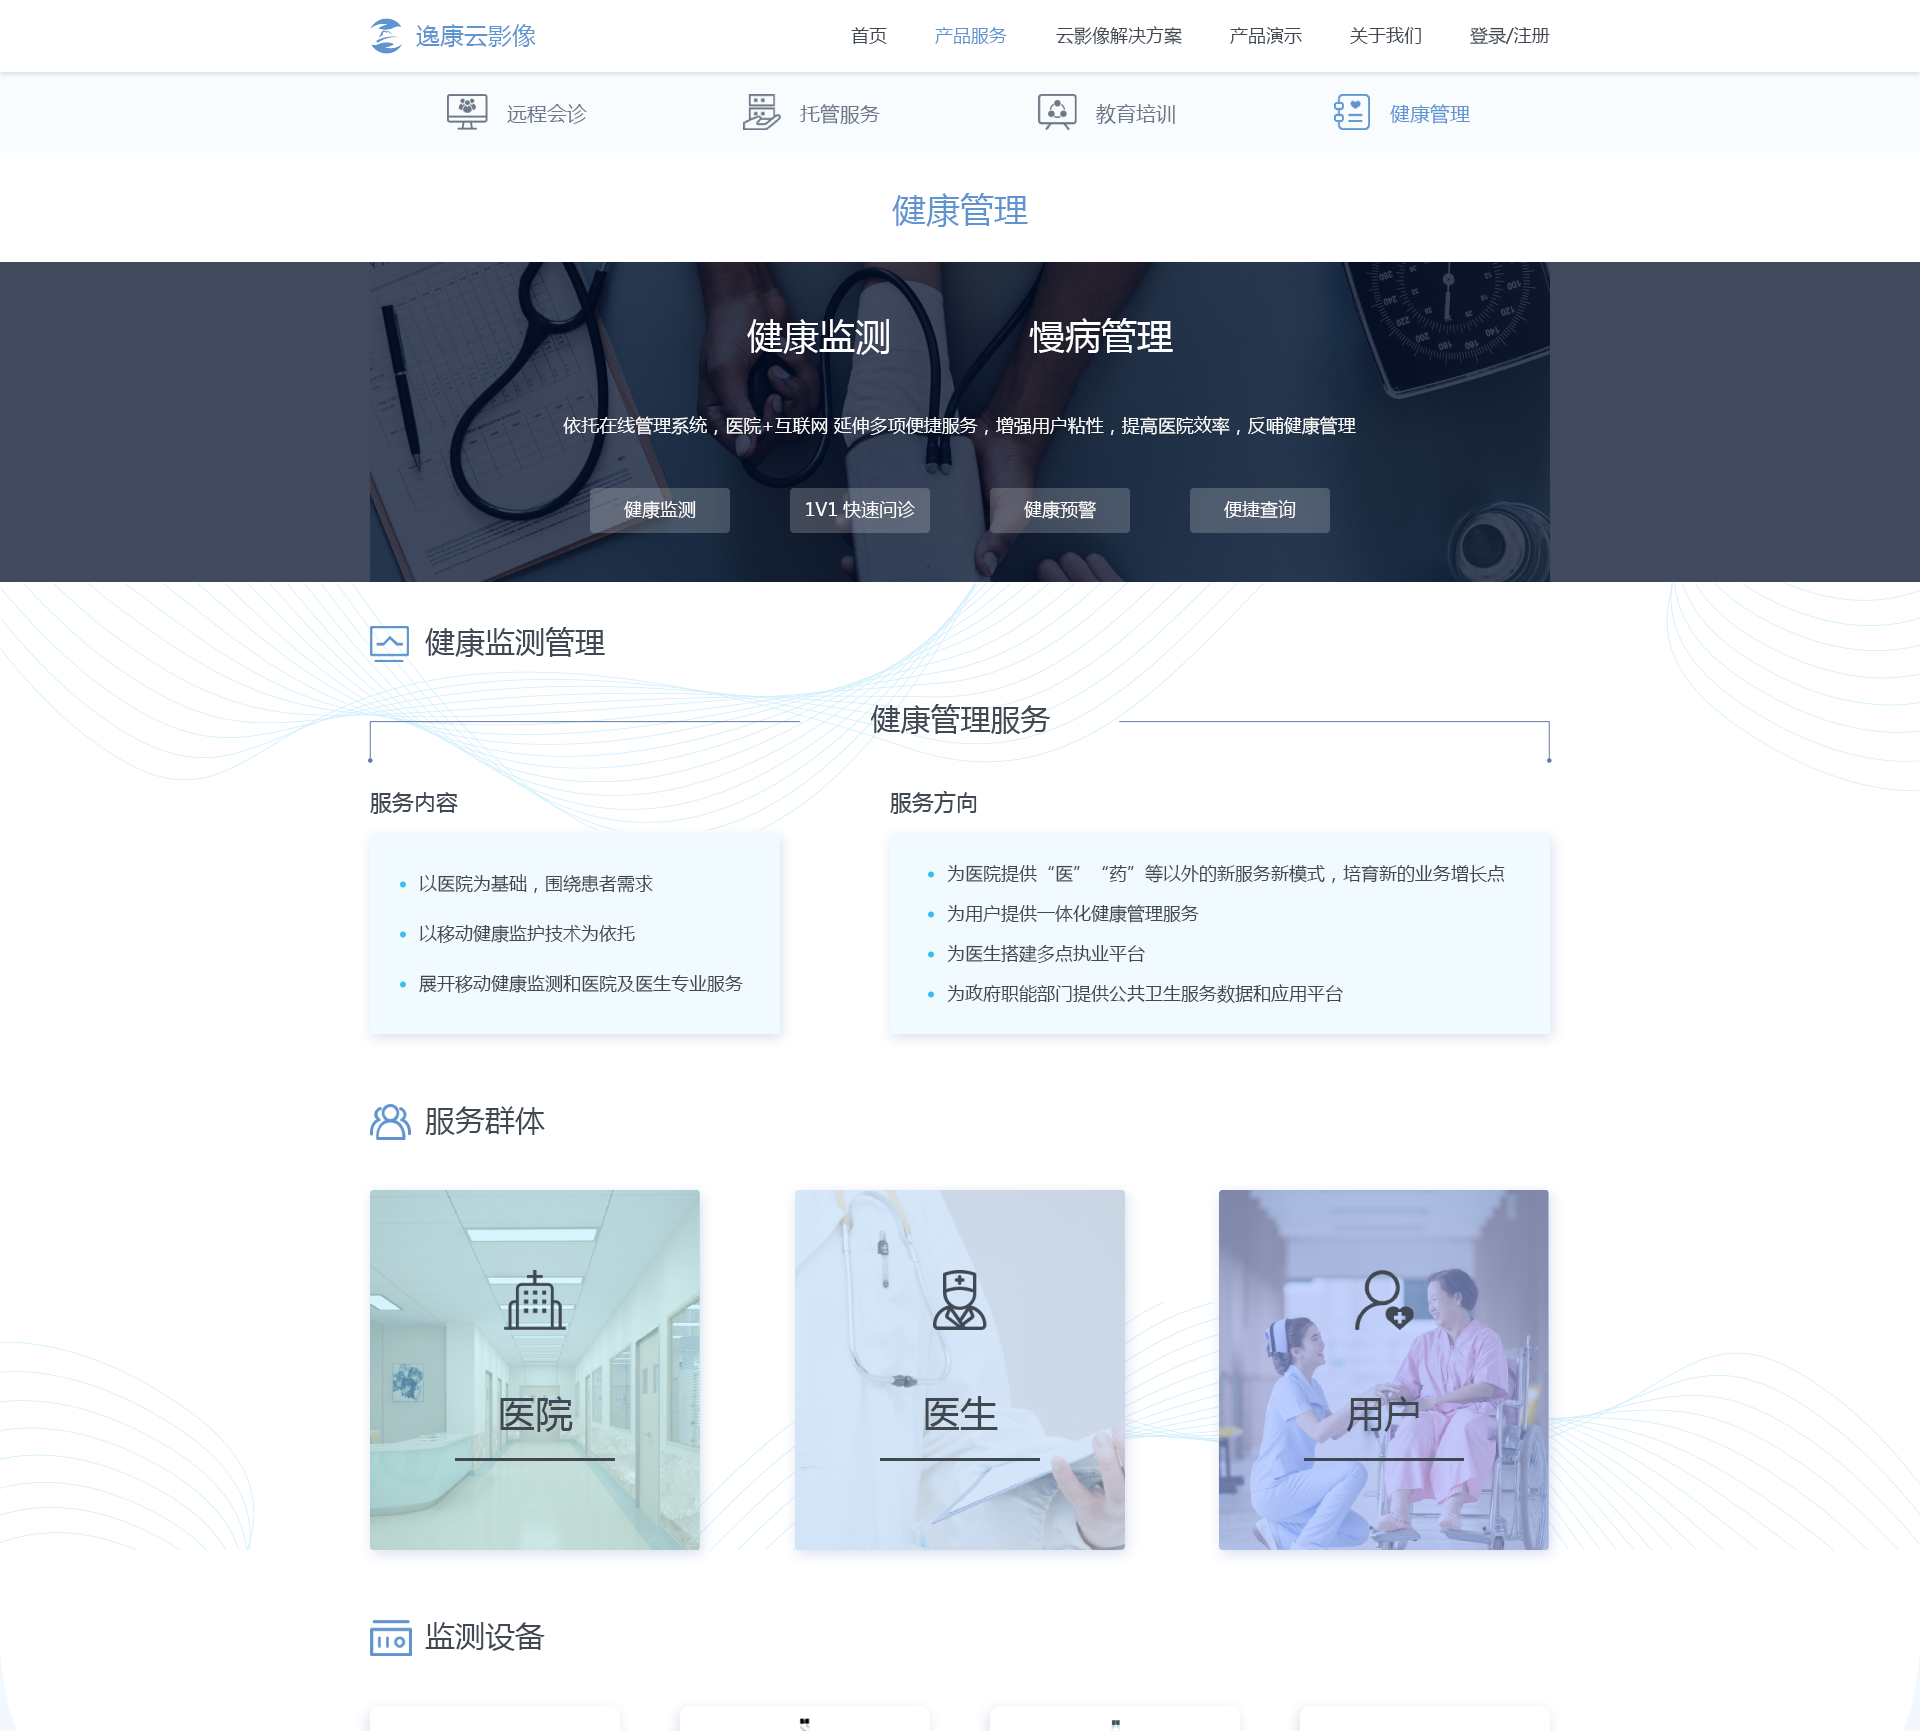 逸康云影像
首页 产品服务 云影像解决方案 产品演示 关于我们 登录/注册
远程会诊 托管服务 教育培训 健康管理
健康管理
健康监测 慢病管理
依托在线管理系统，医院+互联网 延伸多项便捷服务，增强用户粘性，提高医院效率，反哺健康管理
健康监测 1V1 快速问诊 健康预警 便捷查询
健康监测管理
健康管理服务
服务内容
以医院为基础，围绕患者需求
以移动健康监护技术为依托
展开移动健康监测和医院及医生专业服务
服务方向
为医院提供“医”“药”等以外的新服务新模式，培育新的业务增长点
为用户提供一体化健康管理服务
为医生搭建多点执业平台
为政府职能部门提供公共卫生服务数据和应用平台
服务群体
医院 医生 用户
监测设备